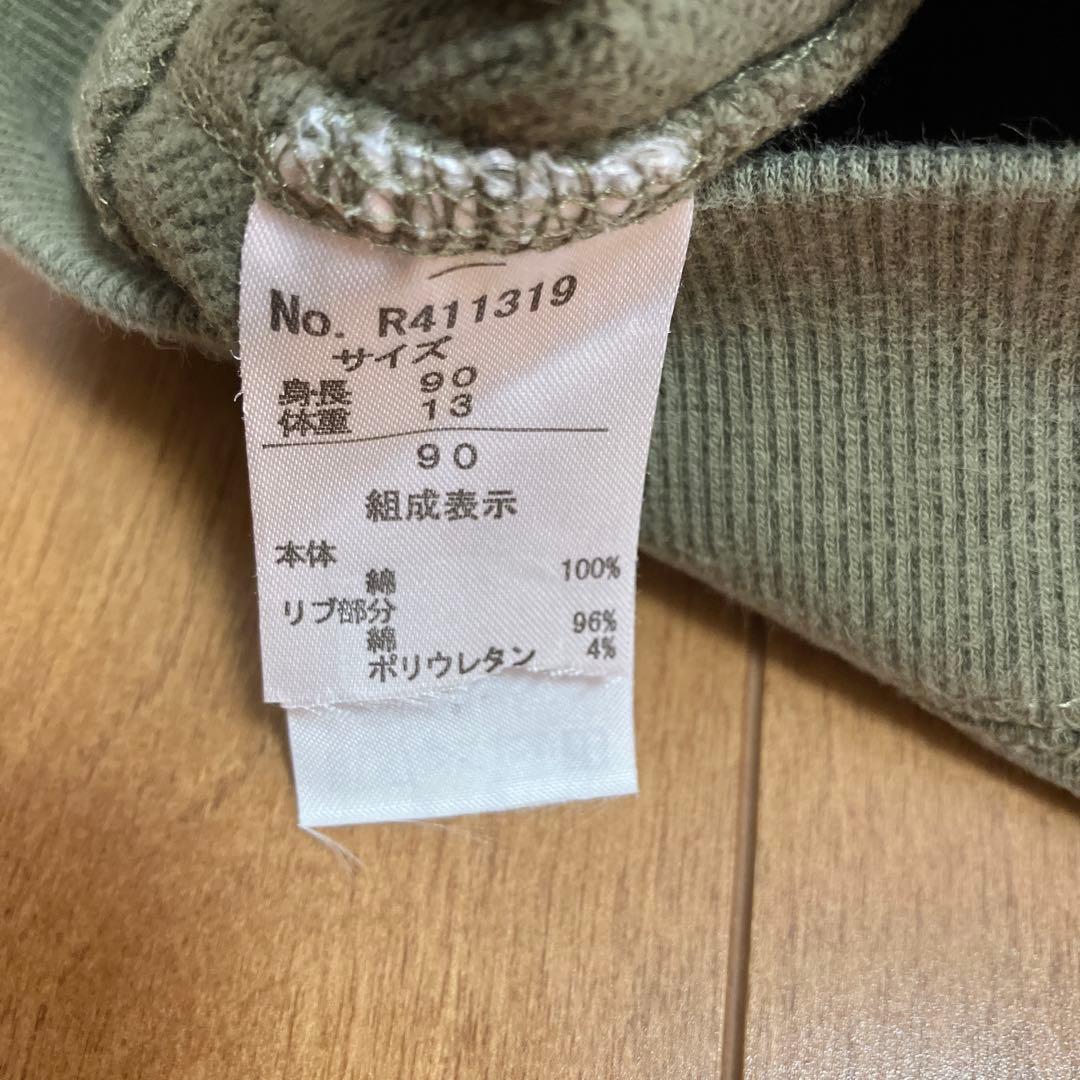 No. R411319
サイズ
身長 90
体重 13
90
組成表示
本体
綿 100%
リブ部分
綿 96%
ポリウレタン 4%